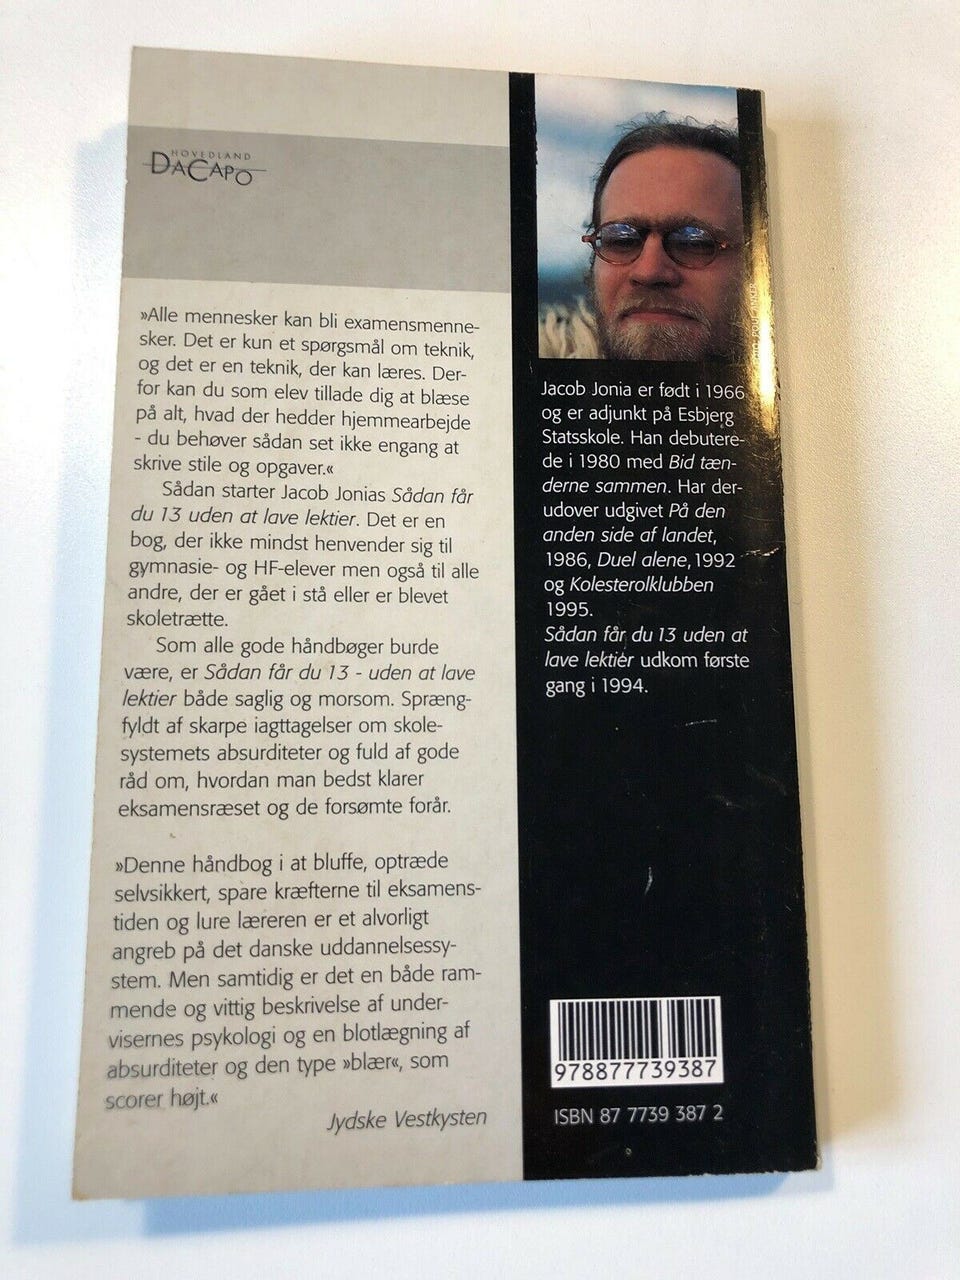 HOVEDLAND
DACAPO
»Alle mennesker kan bli examensmenne-
sker. Det er kun et spørgsmål om teknik,
og det er en teknik, der kan læres. Der-
for kan du som elev tillade dig at blæse
på alt, hvad der hedder hjemmearbejde
- du behøver sådan set ikke engang at
skrive stile og opgaver.«
Sådan starter Jacob Jonias Sådan får
du 13 uden at lave lektier. Det er en
bog, der ikke mindst henvender sig til
gymnasie- og HF-elever men også til alle
andre, der er gået i stå eller er blevet
skoletrætte.
Som alle gode håndbøger burde
være, er Sådan får du 13 - uden at lave
lektier både saglig og morsom. Spræng-
fyldt af skarpe iagttagelser om skole-
systemets absurditeter og fuld af gode
råd om, hvordan man bedst klarer
eksamensræset og de forsømte forår.
»Denne håndbog i at bluffe, optræde
selvsikkert, spare kræfterne til eksamens-
tiden og lure læreren er et alvorligt
angreb på det danske uddannelsessy-
stem. Men samtidig er det en både ram-
mende og vittig beskrivelse af under-
visernes psykologi og en blotlægning af
absurditeter og den type »blær«, som
scorer højt.«
Jydske Vestkysten
Jacob Jonia er født i 1966
og er adjunkt på Esbjerg
Statsskole. Han debutere-
de i 1980 med Bid tæn-
derne sammen. Har der-
udover udgivet På den
anden side af landet,
1986, Duel alene, 1992
og Kolesterolklubben
1995.
Sådan får du 13 uden at
lave lektier udkom første
gang i 1994.
978877739387
ISBN 87 7739 387 2